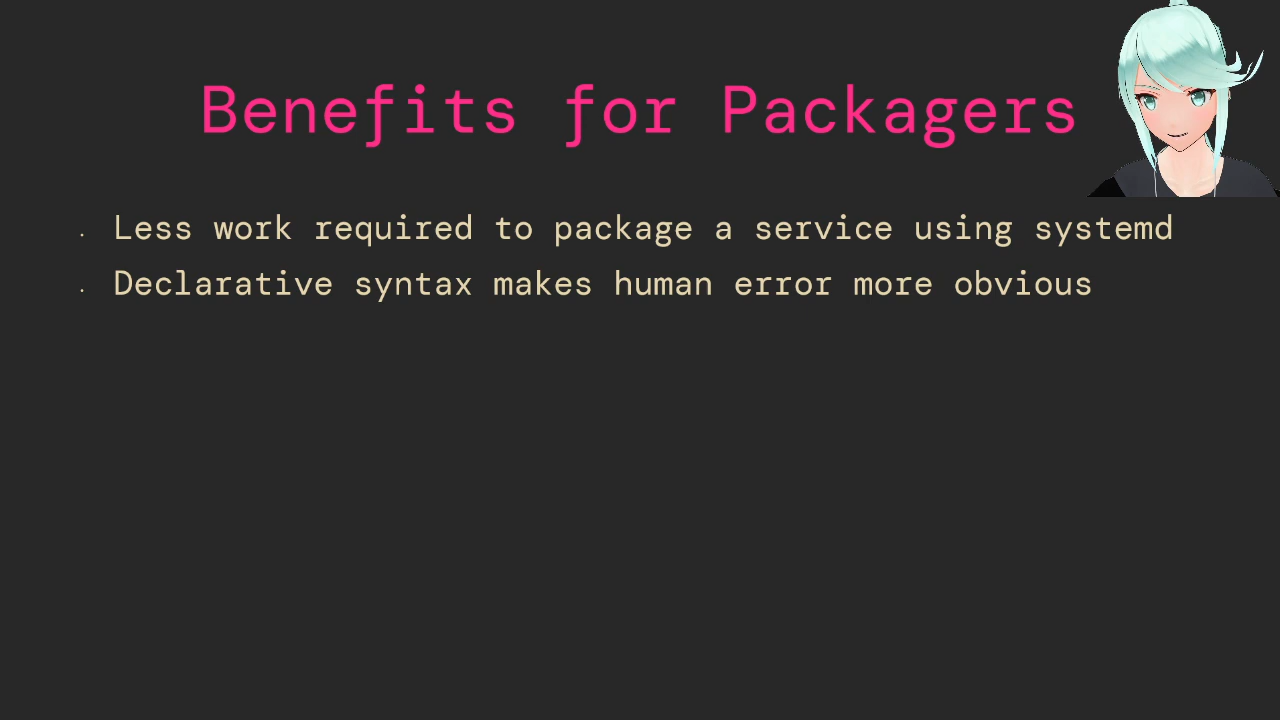 Benefits for Packagers
· Less work required to package a service using systemd
· Declarative syntax makes human error more obvious